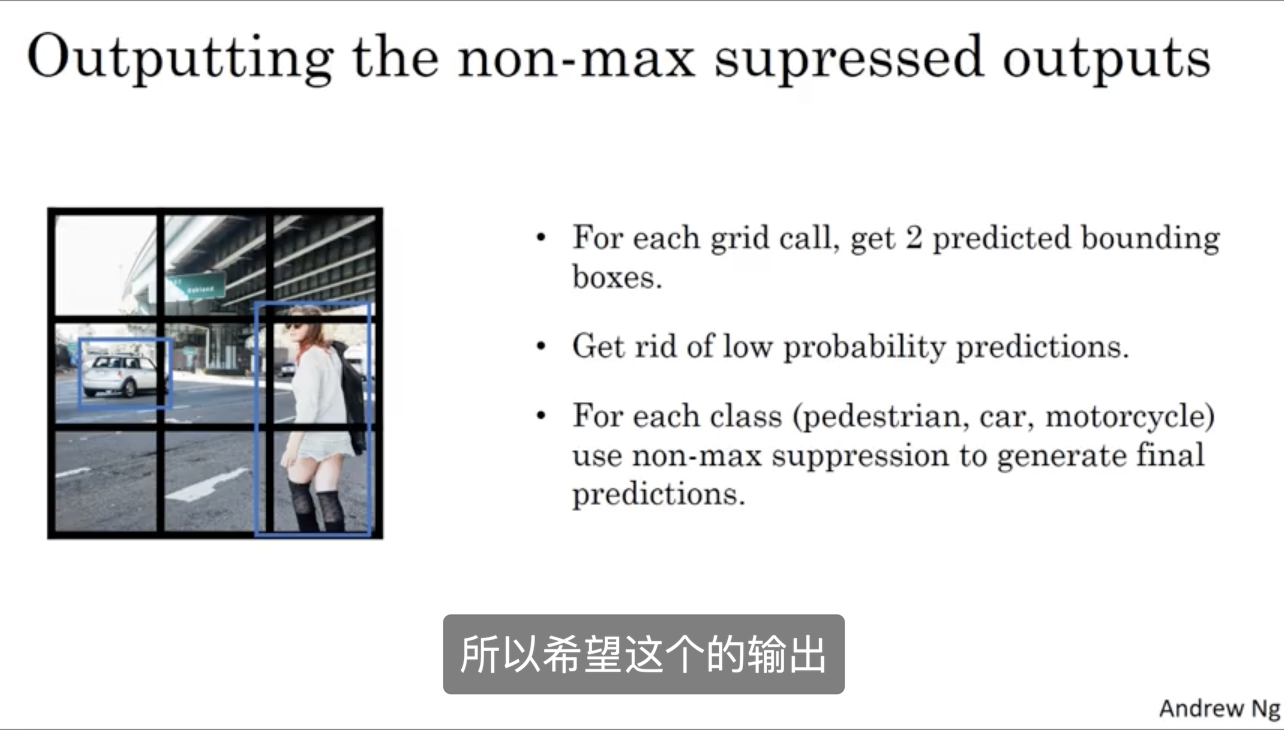 Outputting the non-max supressed outputs
• For each grid call, get 2 predicted bounding
boxes.
• Get rid of low probability predictions.
• For each class (pedestrian, car, motorcycle)
use non-max suppression to generate final
predictions.
Oakland
所以希望这个的输出
Andrew Ng